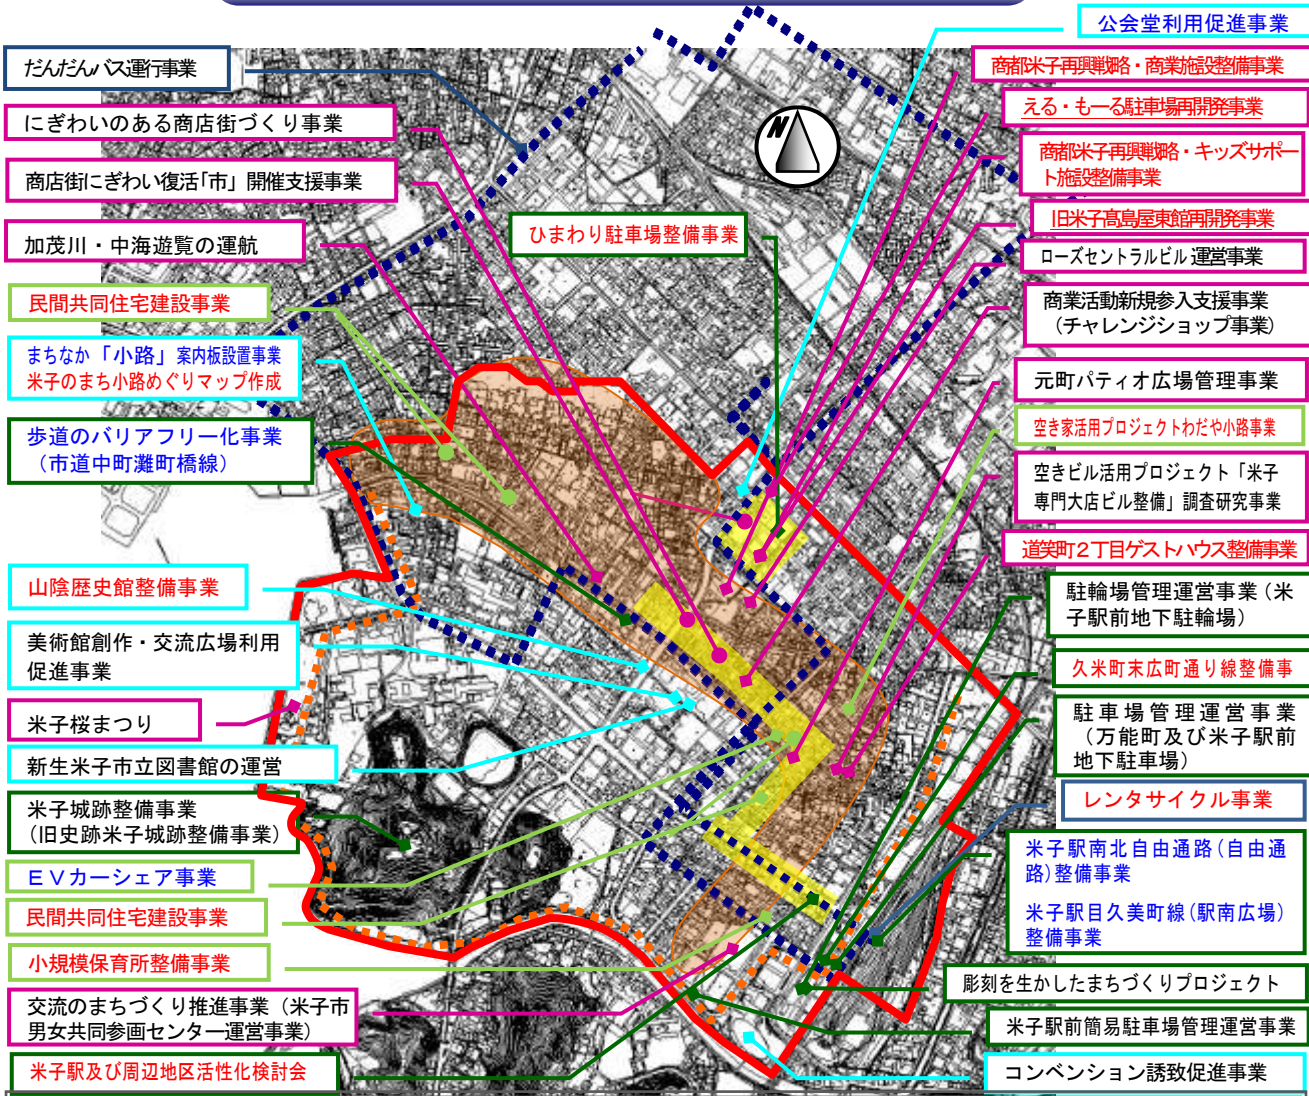 だんだんバス運行事業
にぎわいのある商店街づくり事業
商店街にぎわい復活「市」開催支援事業
加茂川・中海遊覧の運航
民間共同住宅建設事業
まちなか「小路」案内板設置事業
米子のまち小路めぐりマップ作成
歩道のバリアフリー化事業
（市道中町灘町橋線）
山陰歴史館整備事業
美術館創作・交流広場利用
促進事業
米子桜まつり
新生米子市立図書館の運営
米子城跡整備事業
（旧史跡米子城跡整備事業）
ＥＶカーシェア事業
民間共同住宅建設事業
小規模保育所整備事業
交流のまちづくり推進事業（米子市
男女共同参画センター運営事業）
米子駅及び周辺地区活性化検討会
ひまわり駐車場整備事業
N
公会堂利用促進事業
商都米子再興戦略・商業施設整備事業
える・もーる駐車場再開発事業
商都米子再興戦略・キッズサポー
ト施設整備事業
旧米子髙島屋東館再開発事業
ローズセントラルビル運営事業
商業活動新規参入支援事業
（チャレンジショップ事業）
元町パティオ広場管理事業
空き家活用プロジェクトわだや小路事業
空きビル活用プロジェクト「米子
専門大店ビル整備」調査研究事業
道笑町２丁目ゲストハウス整備事業
駐輪場管理運営事業（米
子駅前地下駐輪場）
久米町末広町通り線整備事
駐車場管理運営事業
（万能町及び米子駅前
地下駐車場）
レンタサイクル事業
米子駅南北自由通路（自由通
路）整備事業
米子駅目久美町線（駅南広場）
整備事業
彫刻を生かしたまちづくりプロジェクト
米子駅前簡易駐車場管理運営事業
コンベンション誘致促進事業